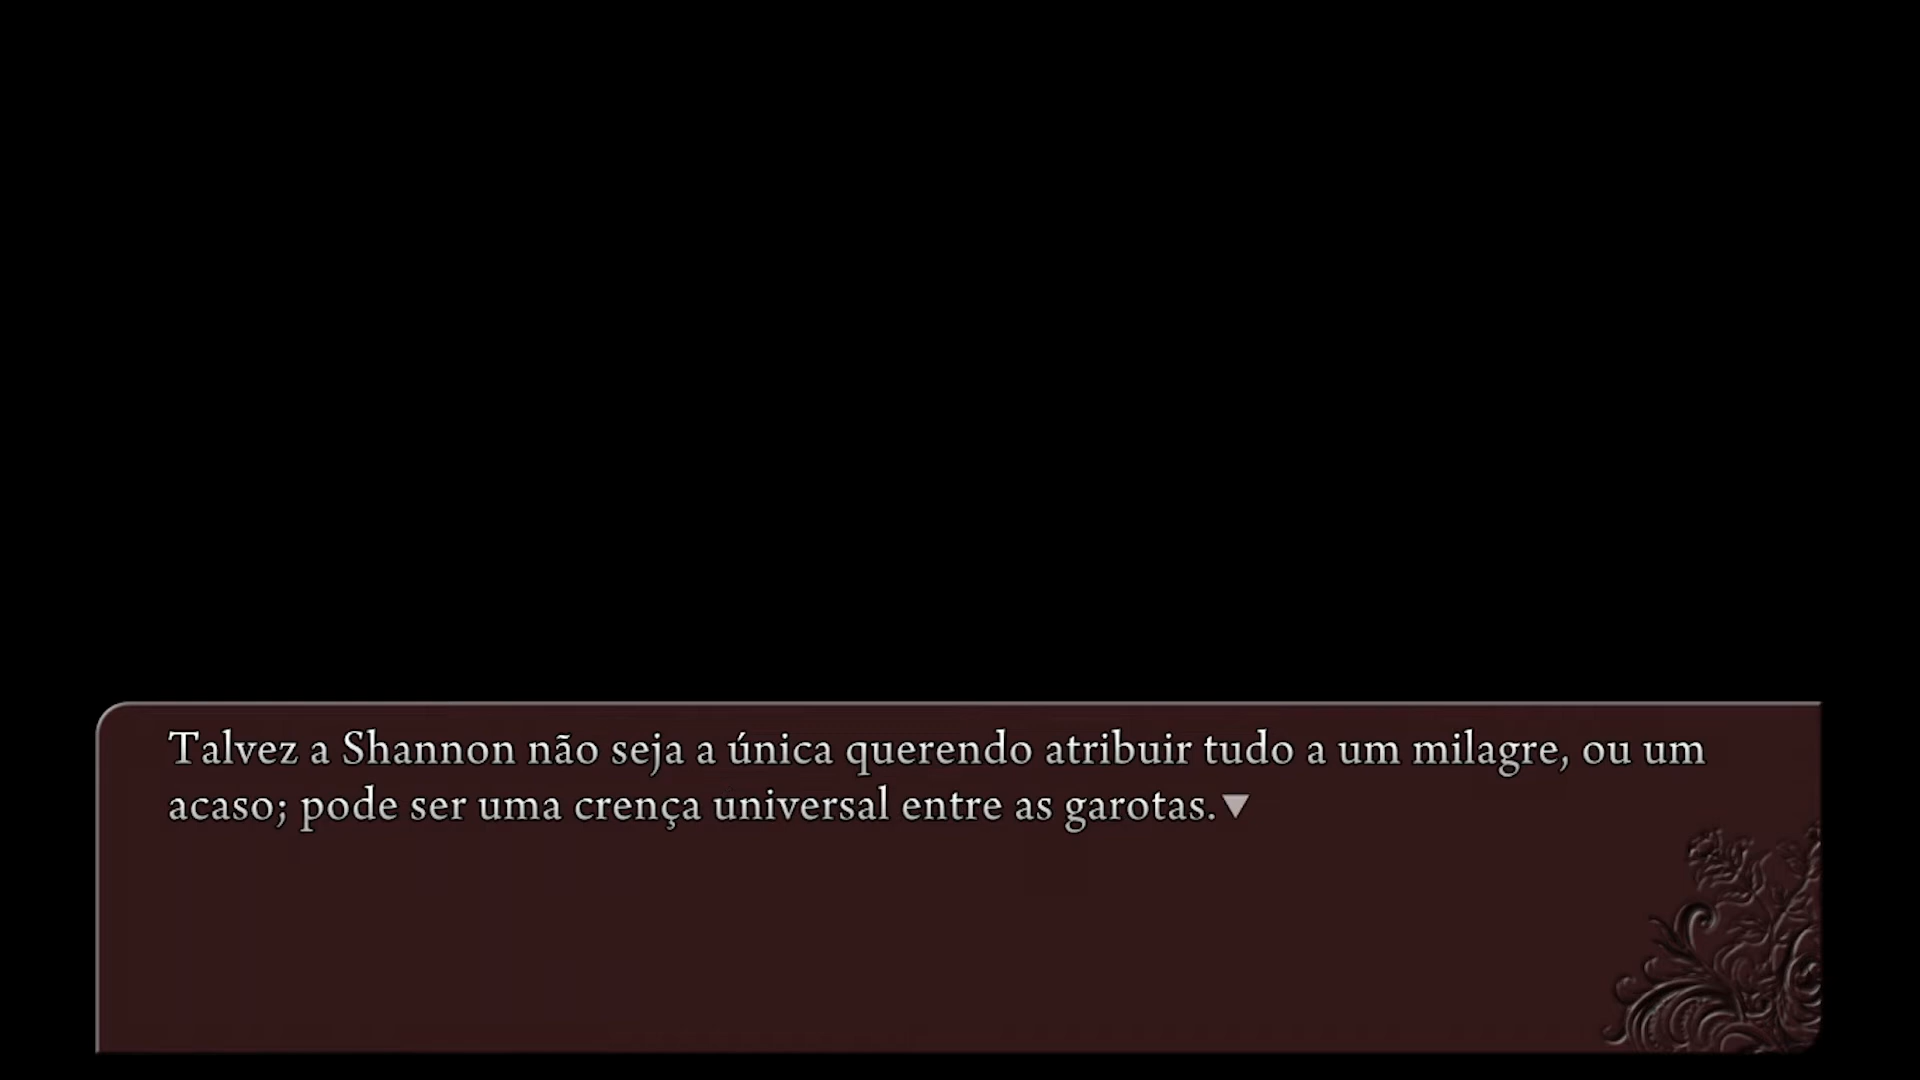 Talvez a Shannon não seja a única querendo atribuir tudo a um milagre, ou um
acaso; pode ser uma crença universal entre as garotas.▼